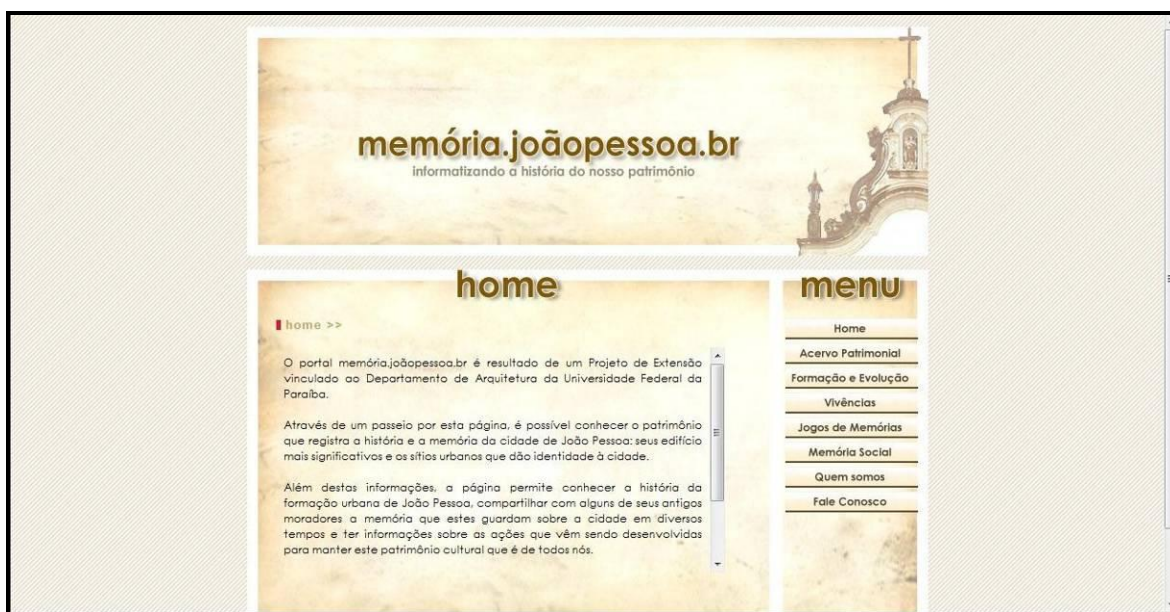 memória.joãopessoa.br
informatizando a história do nosso patrimônio
home
home >>
O portal memória.joãopessoa.br é resultado de um Projeto de Extensão
vinculado ao Departamento de Arquitetura da Universidade Federal da
Paraíba.
Através de um passeio por esta página, é possível conhecer o patrimônio
que registra a história e a memória da cidade de João Pessoa: seus edifício
mais significativos e os sítios urbanos que dão identidade à cidade.
Além destas informações, a página permite conhecer a história da
formação urbana de João Pessoa, compartilhar com alguns de seus antigos
moradores a memória que estes guardam sobre a cidade em diversos
tempos e ter informações sobre as ações que vêm sendo desenvolvidas
para manter este patrimônio cultural que é de todos nós.
menu
Home
Acervo Patrimonial
Formação e Evolução
Vivências
Jogos de Memórias
Memória Social
Quem somos
Fale Conosco